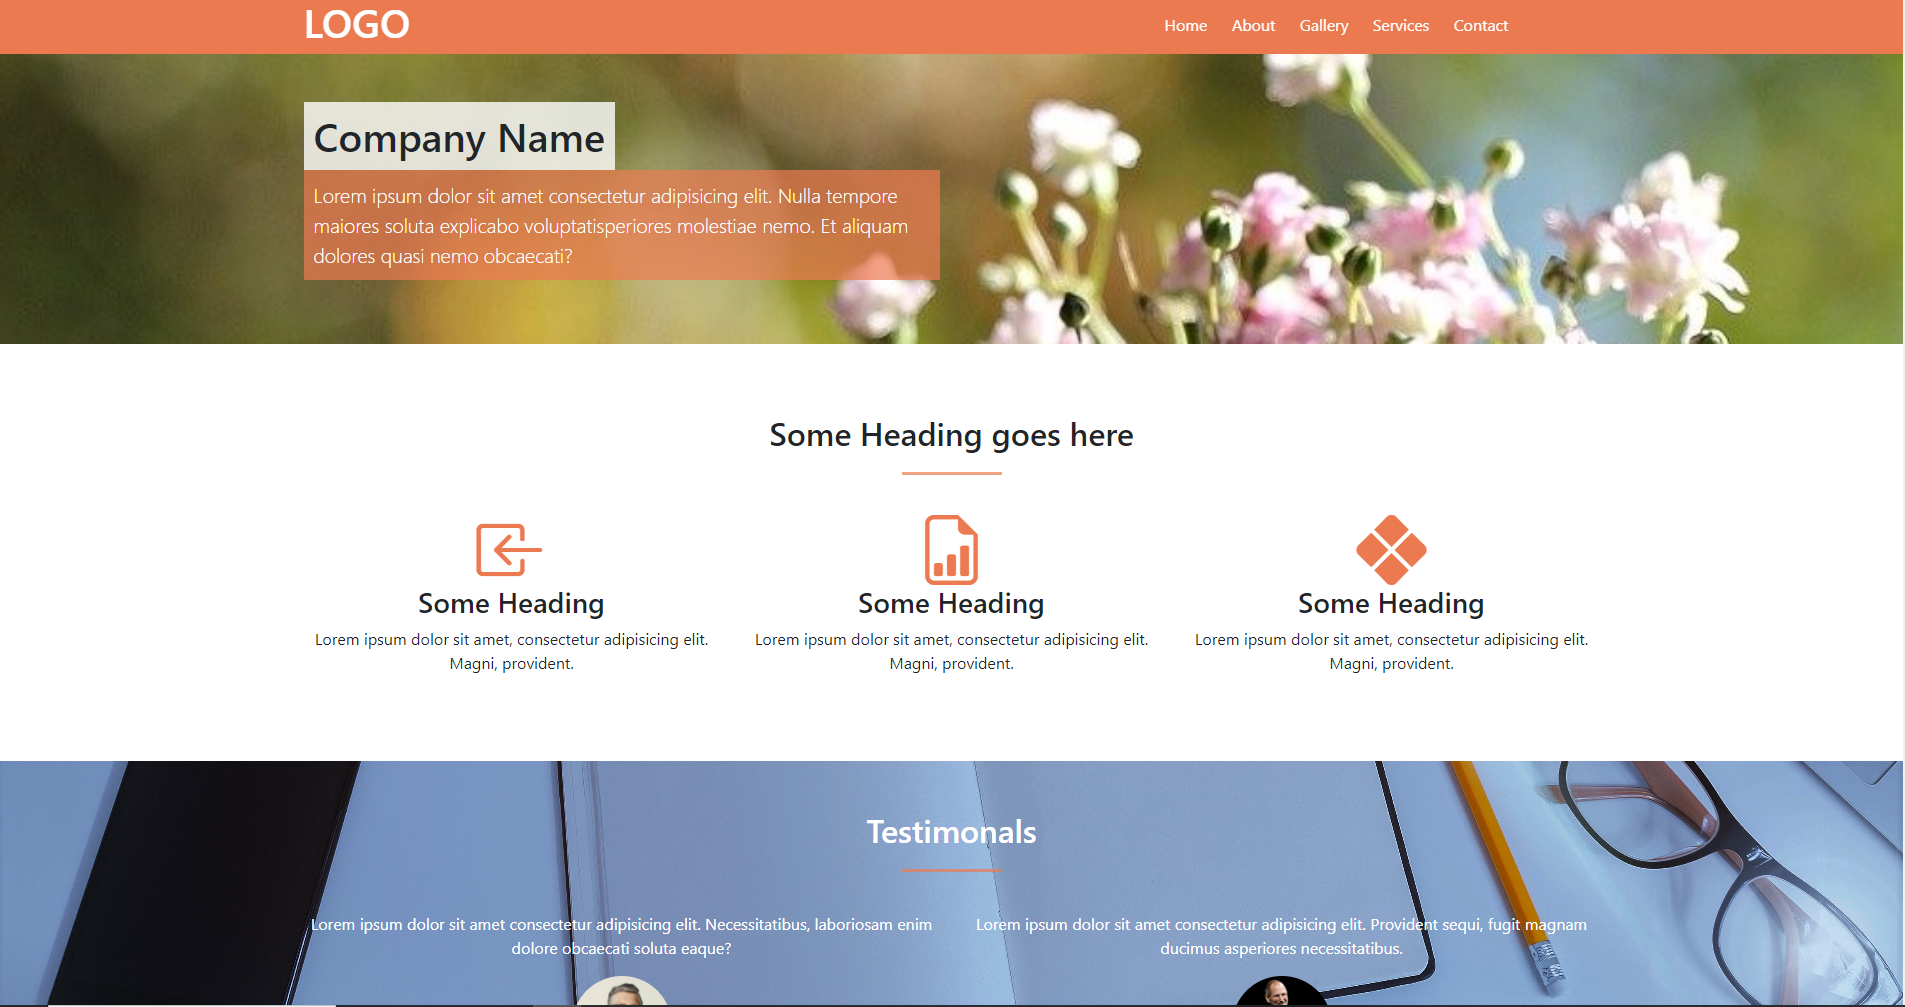 LOGO
Home About Gallery Services Contact
Company Name
Lorem ipsum dolor sit amet consectetur adipisicing elit. Nulla tempore
maiores soluta explicabo voluptatisperiores molestiae nemo. Et aliquam
dolores quasi nemo obcaecati?
Some Heading goes here
Some Heading
Lorem ipsum dolor sit amet, consectetur adipisicing elit.
Magni, provident.
Some Heading
Lorem ipsum dolor sit amet, consectetur adipisicing elit.
Magni, provident.
Some Heading
Lorem ipsum dolor sit amet, consectetur adipisicing elit.
Magni, provident.
Testimonals
Lorem ipsum dolor sit amet consectetur adipisicing elit. Necessitatibus, laboriosam enim
dolore obcaecati soluta eaque?
Lorem ipsum dolor sit amet consectetur adipisicing elit. Provident sequi, fugit magnam
ducimus asperiores necessitatibus.